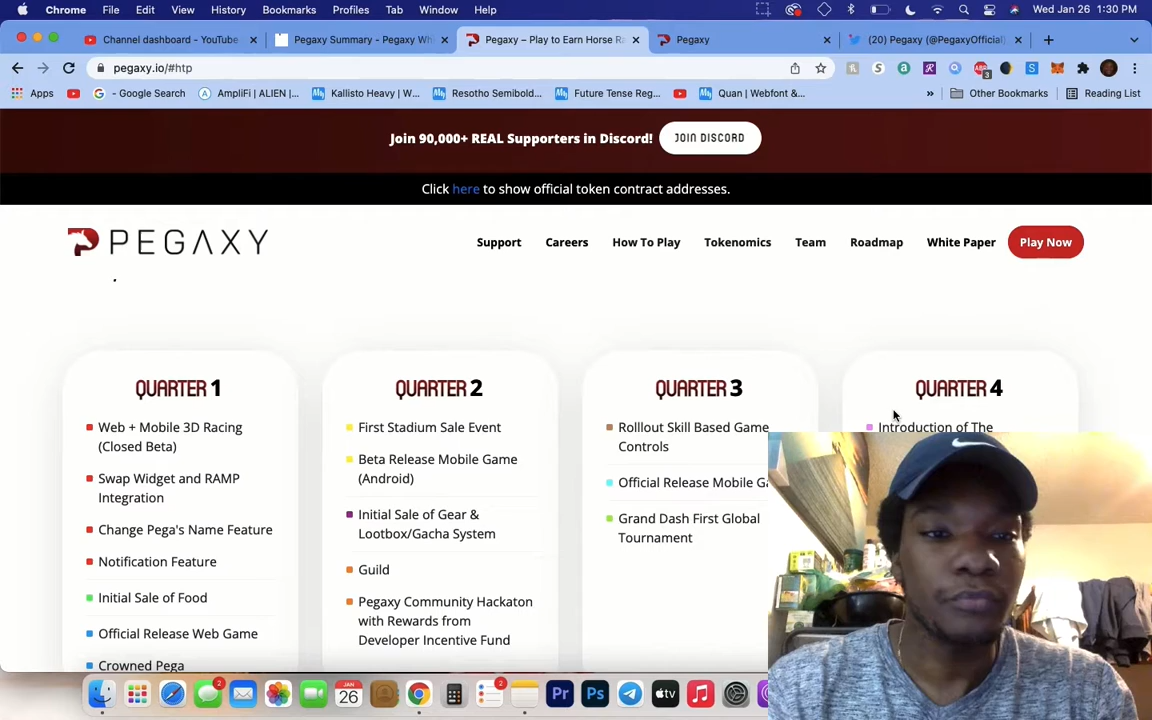 Chrome File Edit View History Bookmarks Profiles Tab Window Help Wed Jan 26 1:30 PM
Channel dashboard - YouTube Pegaxy Summary - Pegaxy Wh Pegaxy – Play to Earn Horse Ra Pegaxy (20) Pegaxy (@PegaxyOfficial)
pegaxy.io/#htp
Apps - Google Search AmpliFi | ALIEN |... Kallisto Heavy | W... Resotho Semibold... Future Tense Reg... Quan | Webfont &... » Other Bookmarks Reading List
Join 90,000+ REAL Supporters in Discord! JOIN DISCORD
Click here to show official token contract addresses.
PEGAXY Support Careers How To Play Tokenomics Team Roadmap White Paper Play Now
QUARTER 1
Web + Mobile 3D Racing
(Closed Beta)
Swap Widget and RAMP
Integration
Change Pega's Name Feature
Notification Feature
Initial Sale of Food
Official Release Web Game
Crowned Pega
QUARTER 2
First Stadium Sale Event
Beta Release Mobile Game
(Android)
Initial Sale of Gear &
Lootbox/Gacha System
Guild
Pegaxy Community Hackaton
with Rewards from
Developer Incentive Fund
QUARTER 3
Rolllout Skill Based Game
Controls
Official Release Mobile Ga
Grand Dash First Global
Tournament
QUARTER 4
Introduction of The
2 JAN 26 2 Pr Ps tv